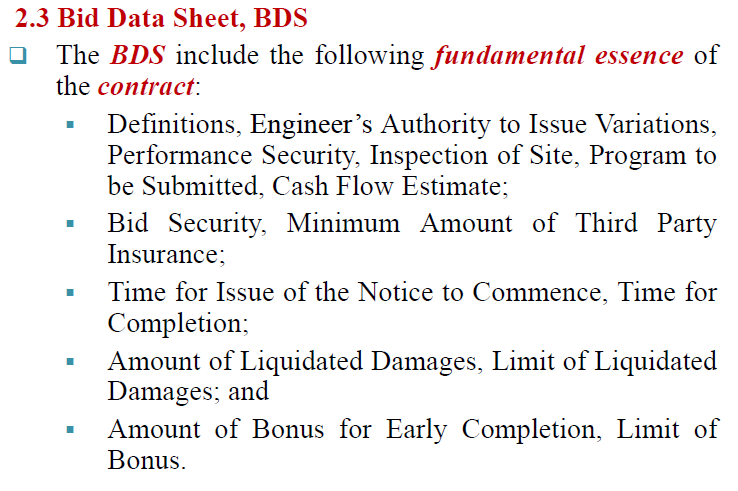 2.3 Bid Data Sheet, BDS
The BDS include the following fundamental essence of
the contract:
Definitions, Engineer’s Authority to Issue Variations,
Performance Security, Inspection of Site, Program to
be Submitted, Cash Flow Estimate;
Bid Security, Minimum Amount of Third Party
Insurance;
Time for Issue of the Notice to Commence, Time for
Completion;
Amount of Liquidated Damages, Limit of Liquidated
Damages; and
Amount of Bonus for Early Completion, Limit of
Bonus.